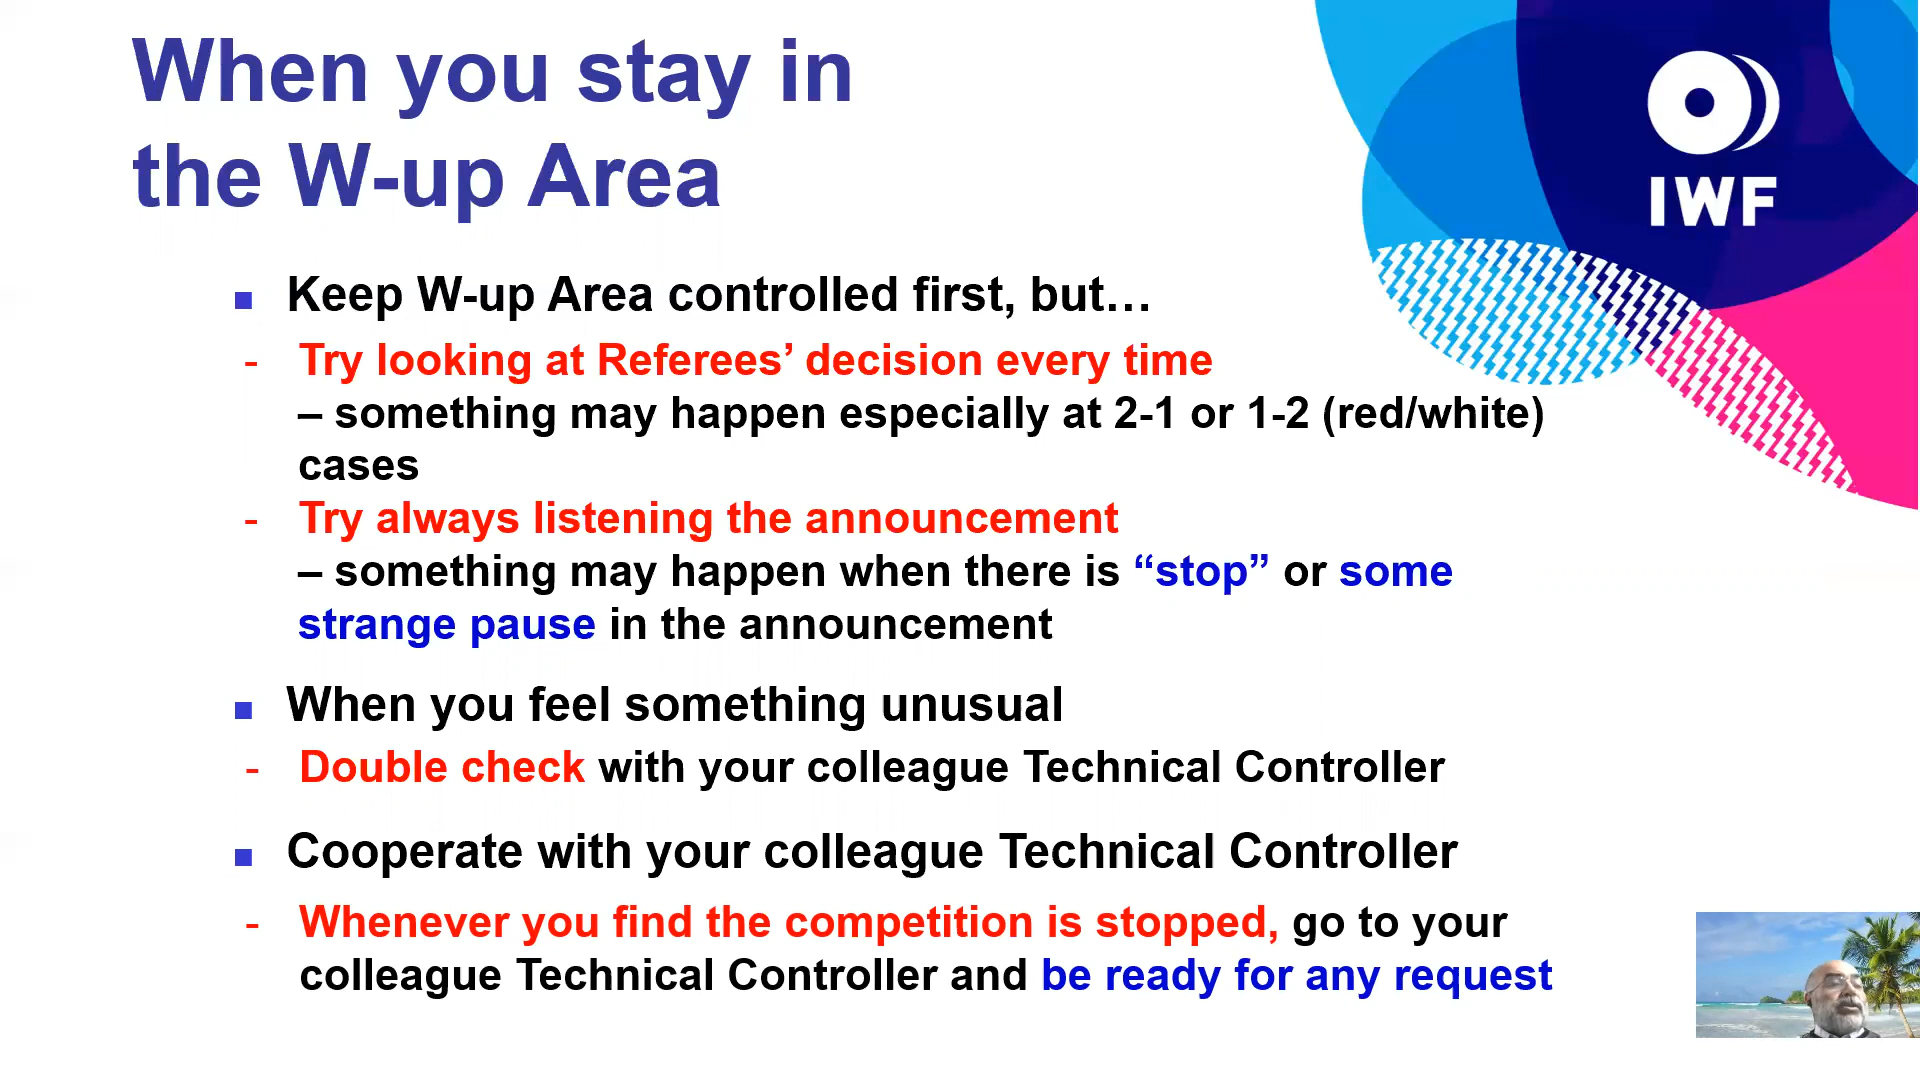 When you stay in
the W-up Area
IWF
Keep W-up Area controlled first, but…
- Try looking at Referees’ decision every time
– something may happen especially at 2-1 or 1-2 (red/white)
cases
- Try always listening the announcement
– something may happen when there is “stop” or some
strange pause in the announcement
When you feel something unusual
- Double check with your colleague Technical Controller
Cooperate with your colleague Technical Controller
- Whenever you find the competition is stopped, go to your
colleague Technical Controller and be ready for any request